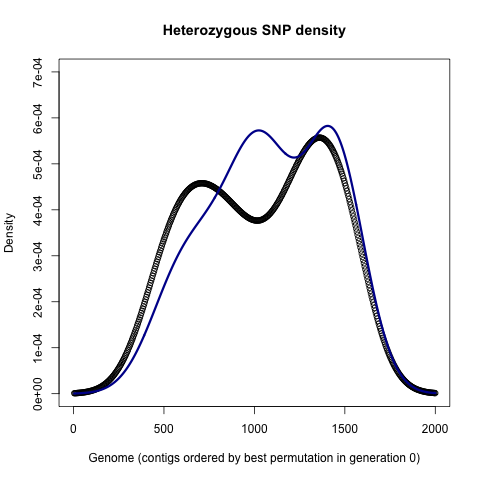 Heterozygous SNP density
Density
7e-04
6e-04
5e-04
4e-04
3e-04
2e-04
1e-04
0e+00
0 500 1000 1500 2000
Genome (contigs ordered by best permutation in generation 0)